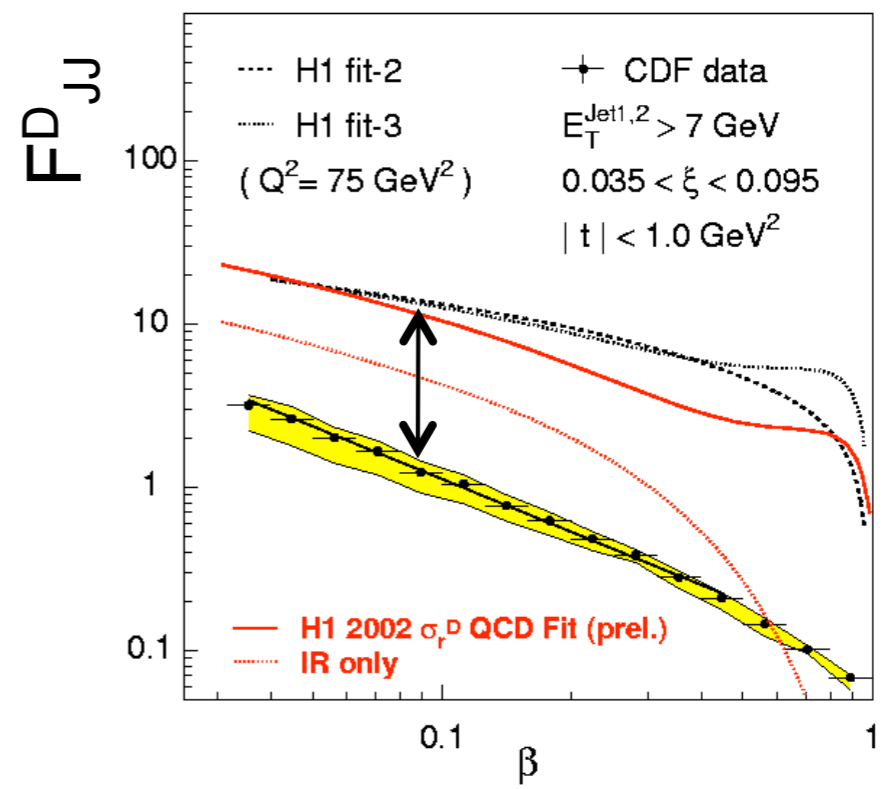 F^D_JJ
H1 fit-2
H1 fit-3
( Q²= 75 GeV² )
CDF data
E_T^Jet1,2 > 7 GeV
0.035 < ξ < 0.095
| t | < 1.0 GeV²
100
10
1
0.1
H1 2002 σ_r^D QCD Fit (prel.)
IR only
0.1
1
β